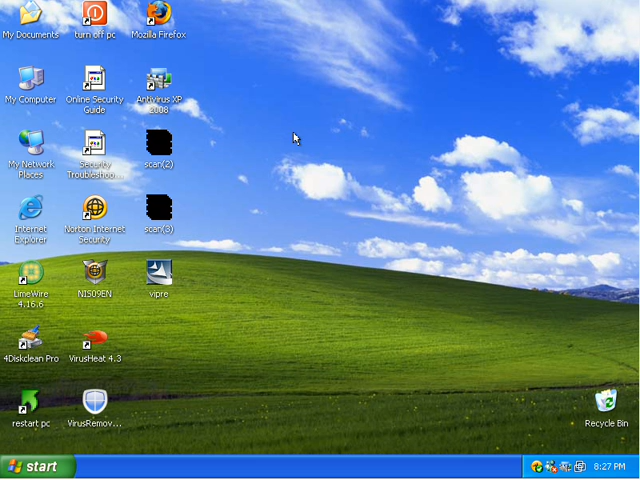 My Documents
turn off pc
Mozilla Firefox
My Computer
Online Security
Guide
Antivirus XP
2008
My Network
Places
Security
Troubleshoo...
scan(2)
Internet
Explorer
Norton Internet
Security
scan(3)
LimeWire
4.16.6
NIS09EN
vipre
4Diskclean Pro
VirusHeat 4.3
restart pc
VirusRemov...
Recycle Bin
start
8:27 PM